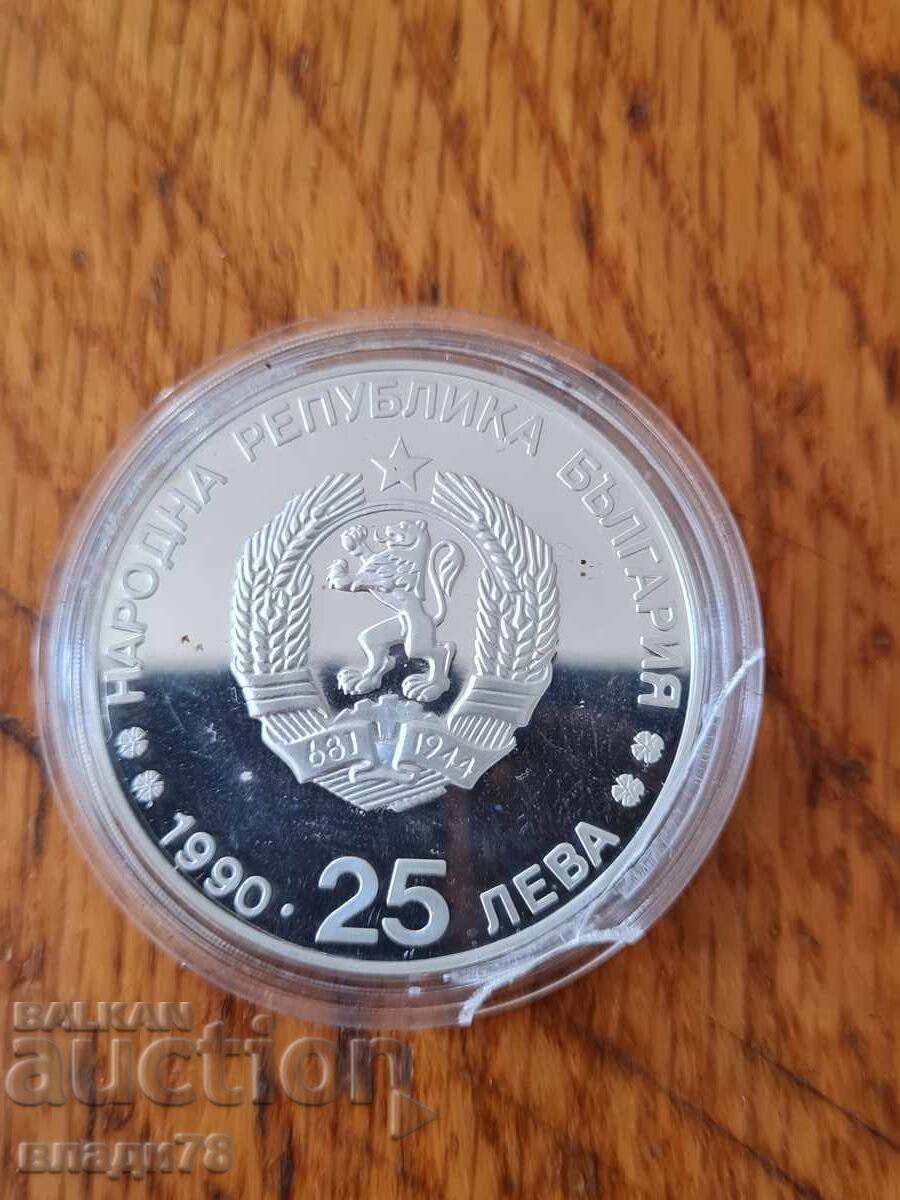 НАРОДНА РЕПУБЛИКА БЪЛГАРИЯ
681 1944
1990 · 25 ЛЕВА
BALKAN
auction
влади78